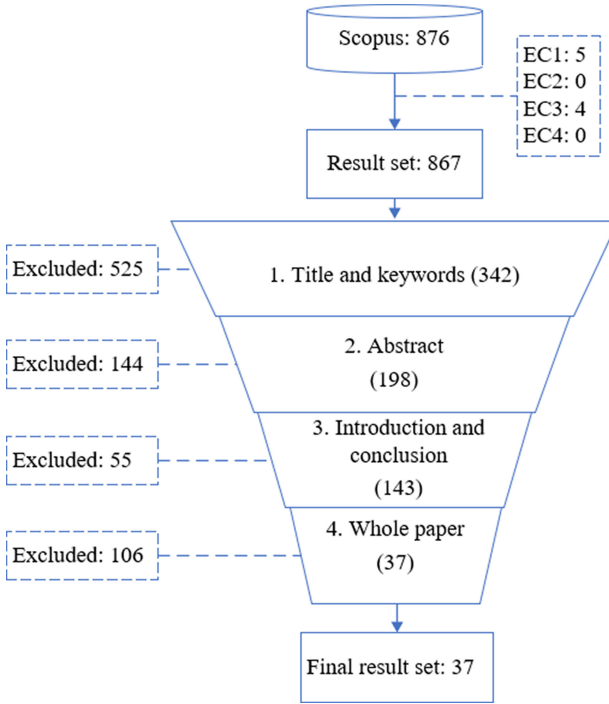 Scopus: 876
EC1: 5
EC2: 0
EC3: 4
EC4: 0
Result set: 867
Excluded: 525
1. Title and keywords (342)
Excluded: 144
2. Abstract
(198)
Excluded: 55
3. Introduction and
conclusion
(143)
Excluded: 106
4. Whole paper
(37)
Final result set: 37